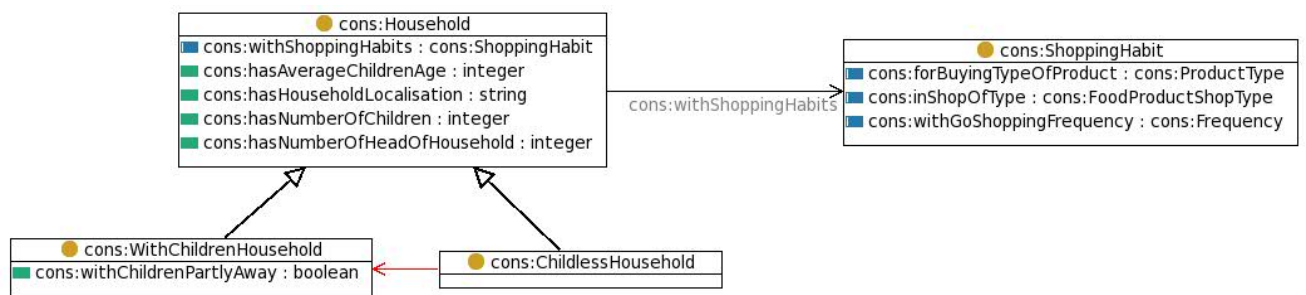 cons:Household
cons:withShoppingHabits : cons:ShoppingHabit
cons:hasAverageChildrenAge : integer
cons:hasHouseholdLocalisation : string
cons:hasNumberOfChildren : integer
cons:hasNumberOfHeadOfHousehold : integer
cons:withShoppingHabits
cons:ShoppingHabit
cons:forBuyingTypeOfProduct : cons:ProductType
cons:inShopOfType : cons:FoodProductShopType
cons:withGoShoppingFrequency : cons:Frequency
cons:WithChildrenHousehold
cons:withChildrenPartlyAway : boolean
cons:ChildlessHousehold